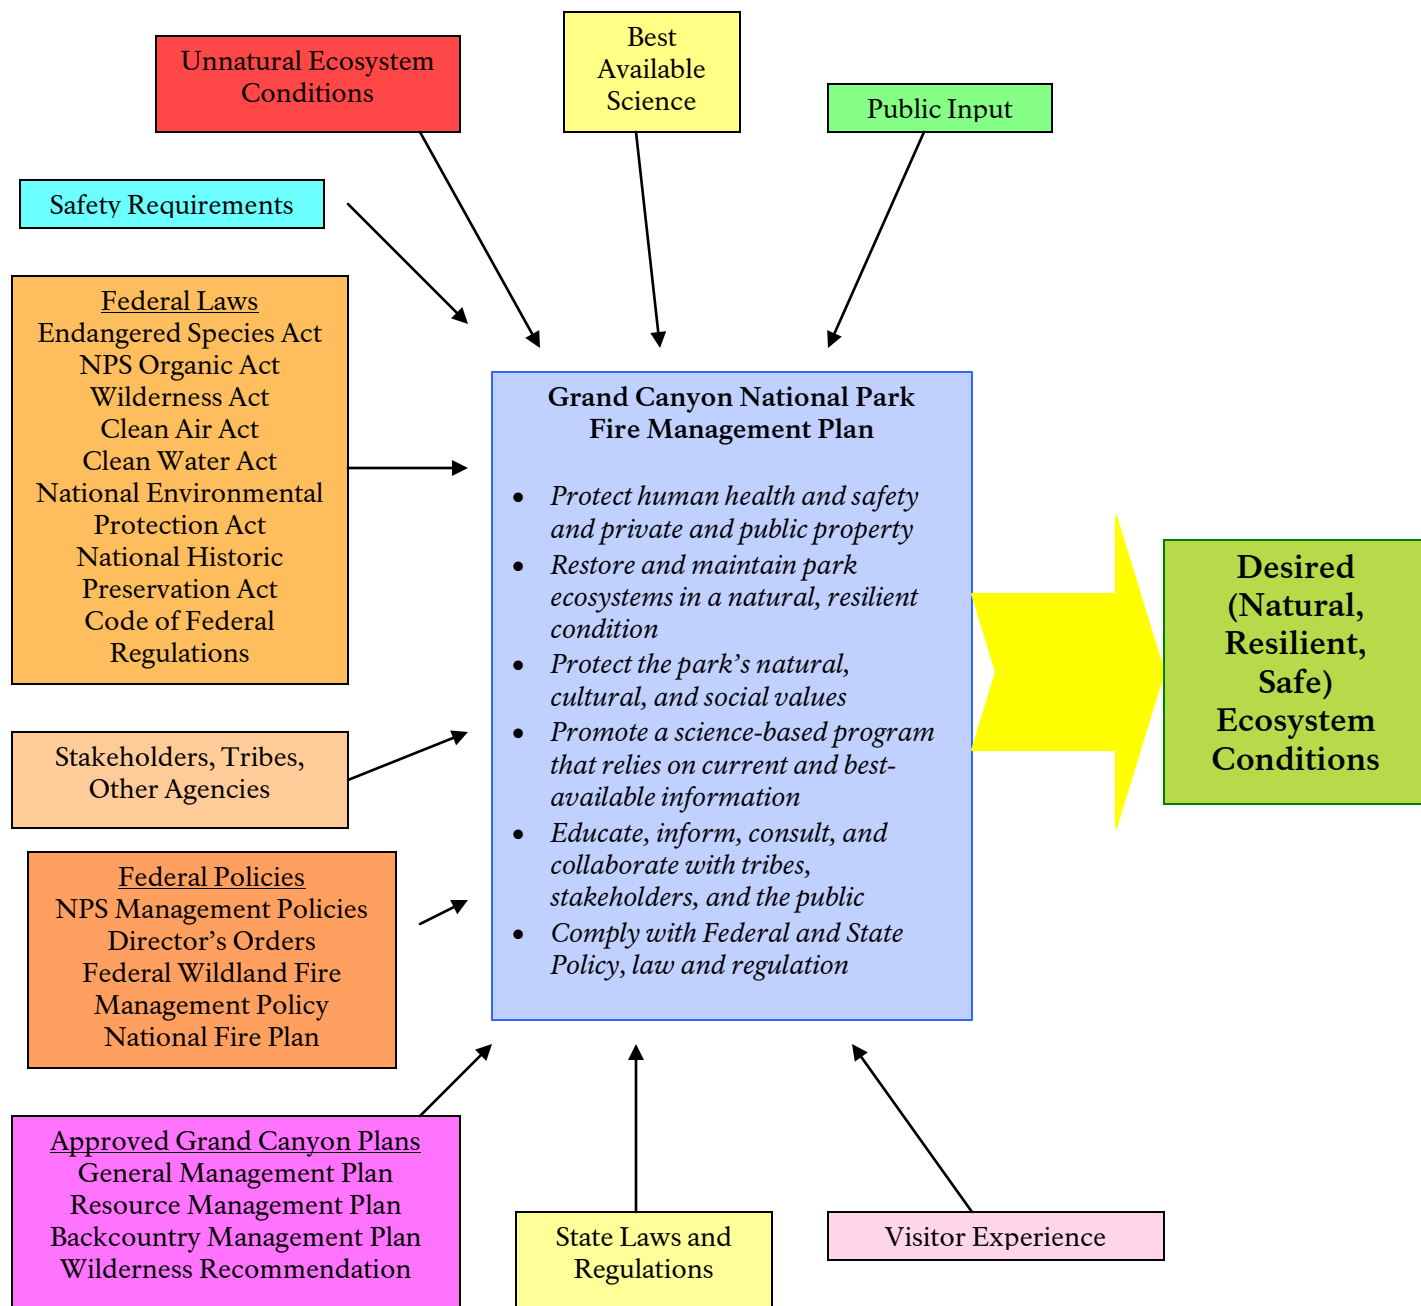 Unnatural Ecosystem
Conditions
Best
Available
Science
Public Input
Safety Requirements
Federal Laws
Endangered Species Act
NPS Organic Act
Wilderness Act
Clean Air Act
Clean Water Act
National Environmental
Protection Act
National Historic
Preservation Act
Code of Federal
Regulations
Stakeholders, Tribes,
Other Agencies
Federal Policies
NPS Management Policies
Director’s Orders
Federal Wildland Fire
Management Policy
National Fire Plan
Approved Grand Canyon Plans
General Management Plan
Resource Management Plan
Backcountry Management Plan
Wilderness Recommendation
Grand Canyon National Park
Fire Management Plan
• Protect human health and safety
and private and public property
• Restore and maintain park
ecosystems in a natural, resilient
condition
• Protect the park’s natural,
cultural, and social values
• Promote a science-based program
that relies on current and best-
available information
• Educate, inform, consult, and
collaborate with tribes,
stakeholders, and the public
• Comply with Federal and State
Policy, law and regulation
State Laws and
Regulations
Visitor Experience
Desired
(Natural,
Resilient,
Safe)
Ecosystem
Conditions